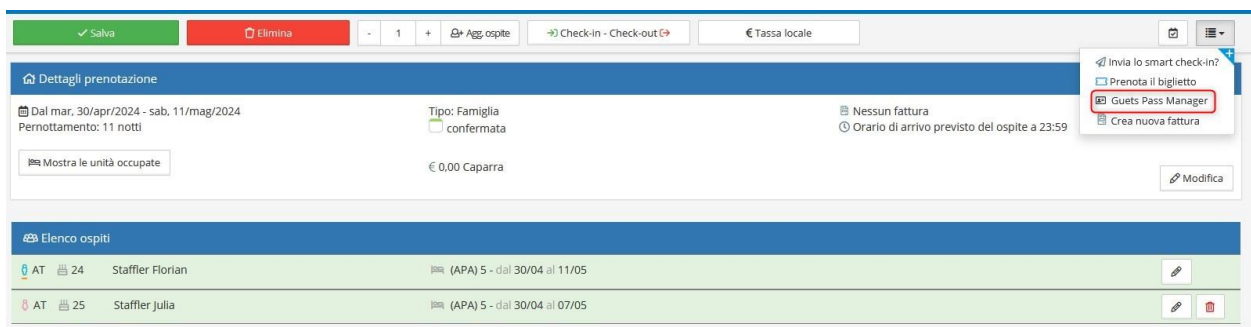 Salva Elimina - 1 + Agg. ospite Check-in - Check-out € Tassa locale
Invia lo smart check-in?
Prenota il biglietto
Guets Pass Manager
Crea nuova fattura
Dettagli prenotazione
Dal mar, 30/apr/2024 - sab, 11/mag/2024 Tipo: Famiglia Nessun fattura
Pernottamento: 11 notti confermata Orario di arrivo previsto del ospite a 23:59
Mostra le unità occupate € 0,00 Caparra Modifica
Elenco ospiti
AT 24 Staffler Florian (APA) 5 - dal 30/04 al 11/05
AT 25 Staffler Julia (APA) 5 - dal 30/04 al 07/05